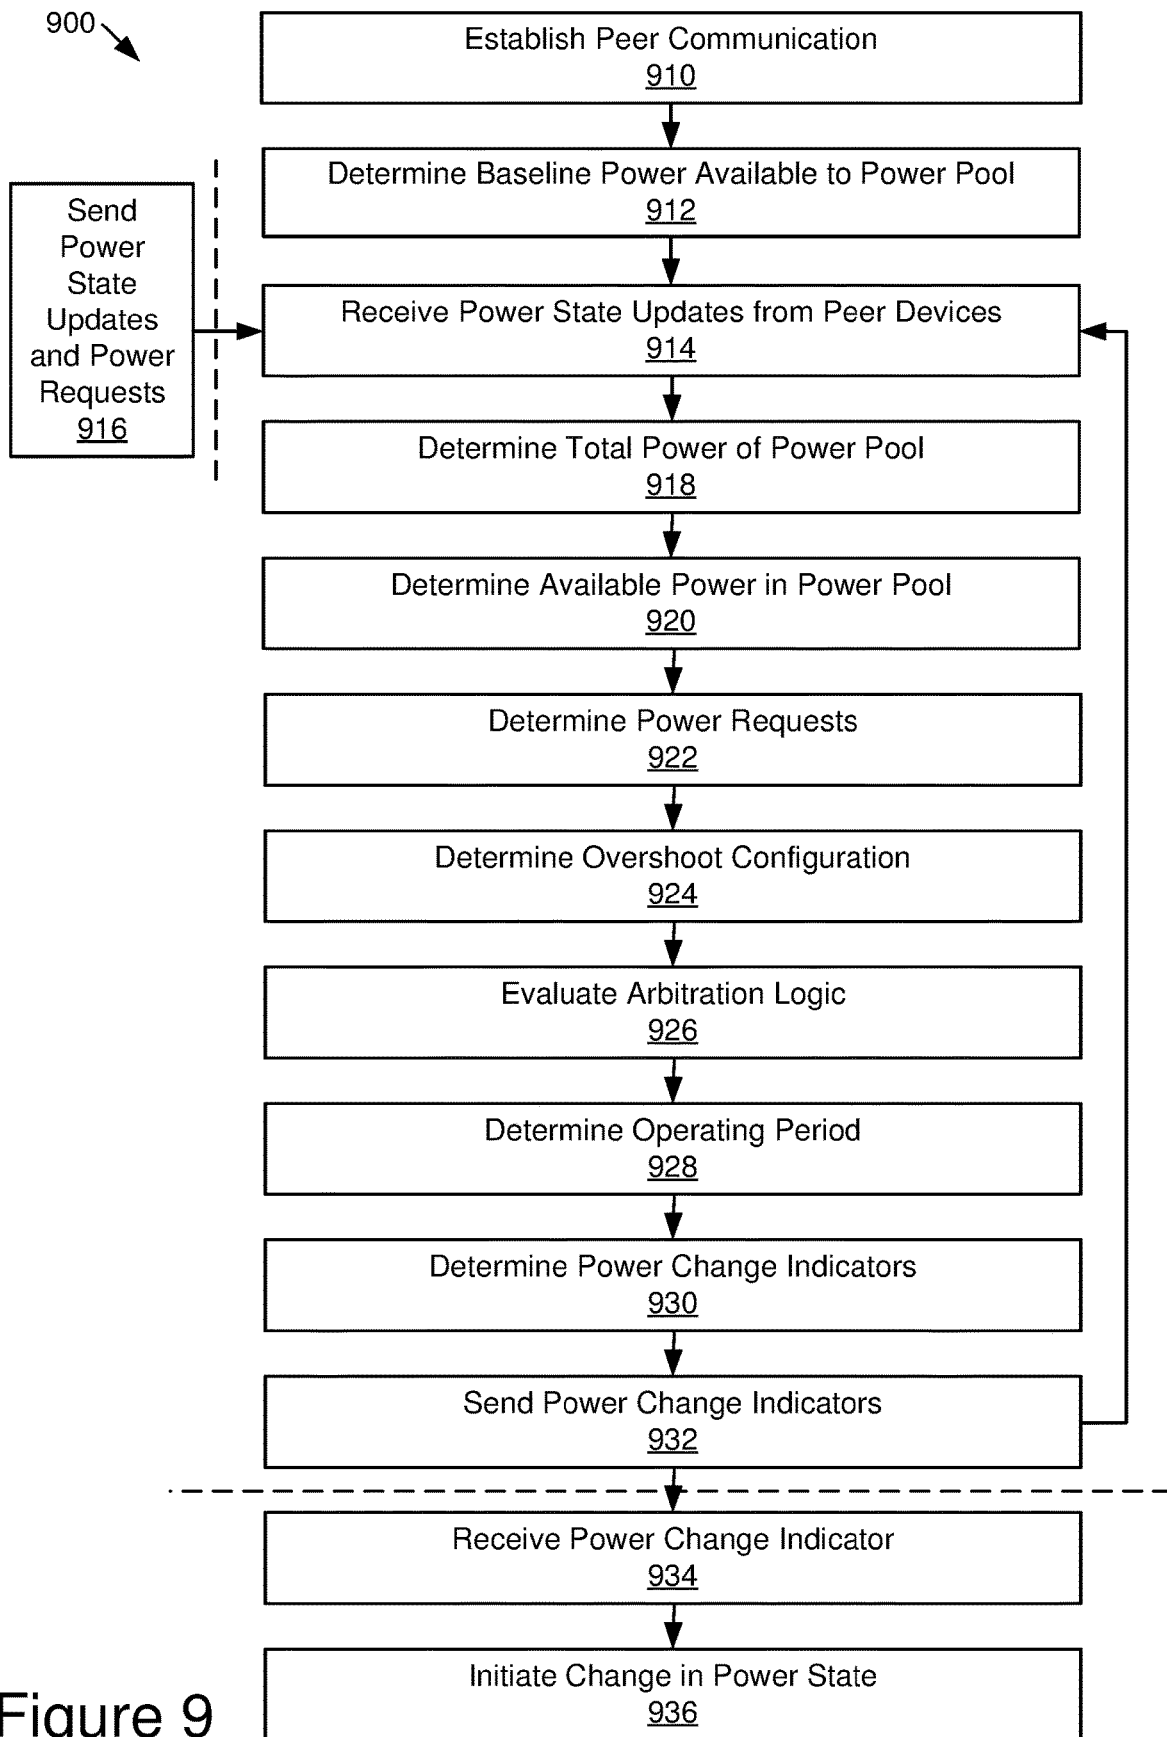 900
Establish Peer Communication
910
Determine Baseline Power Available to Power Pool
912
Send
Power
State
Updates
and Power
Requests
916
Receive Power State Updates from Peer Devices
914
Determine Total Power of Power Pool
918
Determine Available Power in Power Pool
920
Determine Power Requests
922
Determine Overshoot Configuration
924
Evaluate Arbitration Logic
926
Determine Operating Period
928
Determine Power Change Indicators
930
Send Power Change Indicators
932
Receive Power Change Indicator
934
Initiate Change in Power State
936
Figure 9